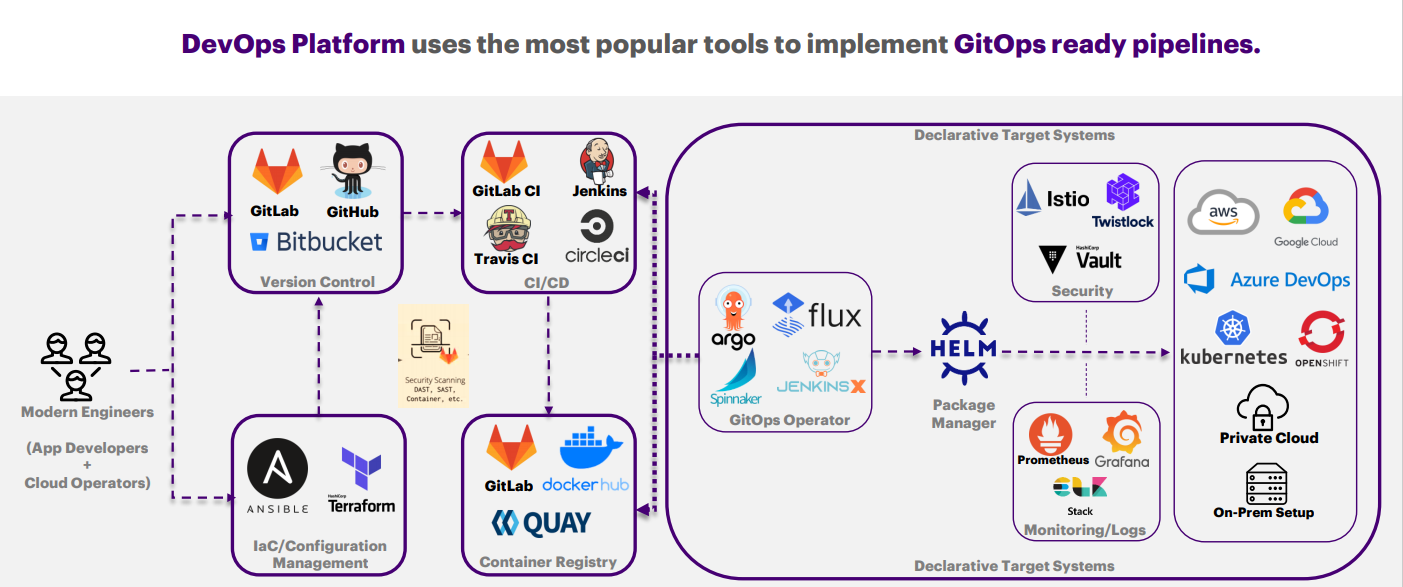 DevOps Platform uses the most popular tools to implement GitOps ready pipelines.
Modern Engineers
(App Developers
+
Cloud Operators)
GitLab
GitHub
Bitbucket
Version Control
ANSIBLE
HashiCorp
Terraform
IaC/Configuration
Management
GitLab CI
Jenkins
Travis CI
circleci
CI/CD
Security Scanning
DAST, SAST,
Container, etc.
GitLab
dockerhub
QUAY
Container Registry
Declarative Target Systems
argo
flux
Spinnaker
JENKINS X
GitOps Operator
HELM
Package
Manager
Istio
Twistlock
HashiCorp
Vault
Security
Prometheus
Grafana
Stack
Monitoring/Logs
aws
Google Cloud
Azure DevOps
kubernetes
OPENSHIFT
Private Cloud
On-Prem Setup
Declarative Target Systems